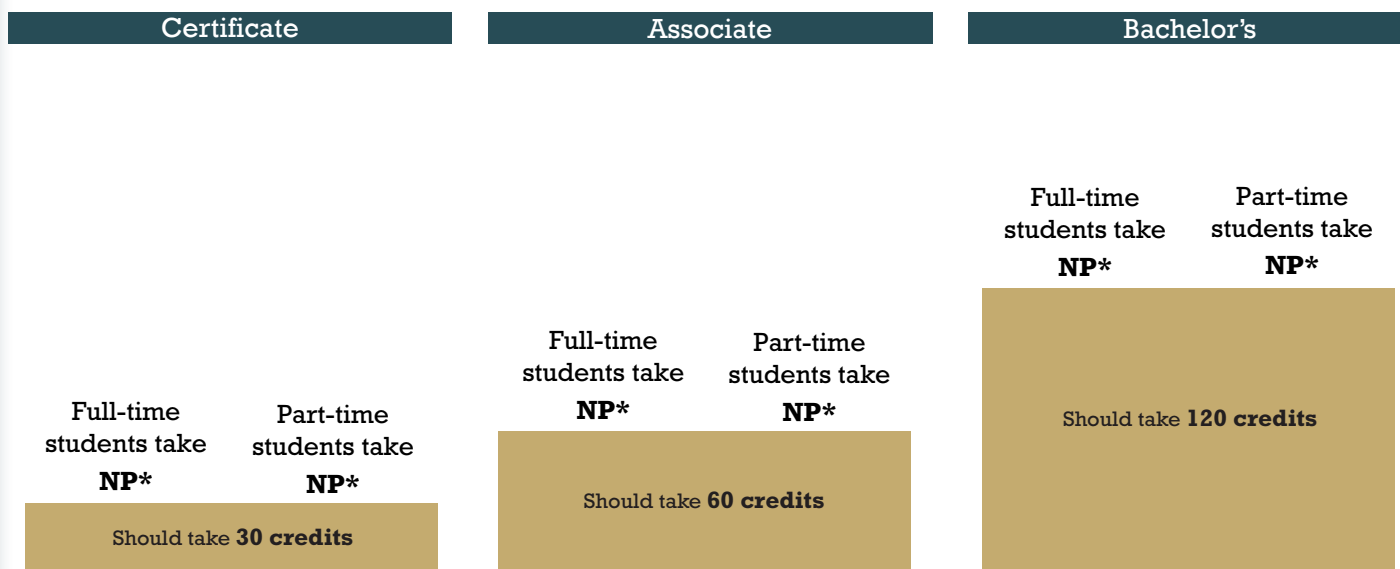 Certificate
Full-time
students take
NP*
Part-time
students take
NP*
Should take 30 credits
Associate
Full-time
students take
NP*
Part-time
students take
NP*
Should take 60 credits
Bachelor's
Full-time
students take
NP*
Part-time
students take
NP*
Should take 120 credits